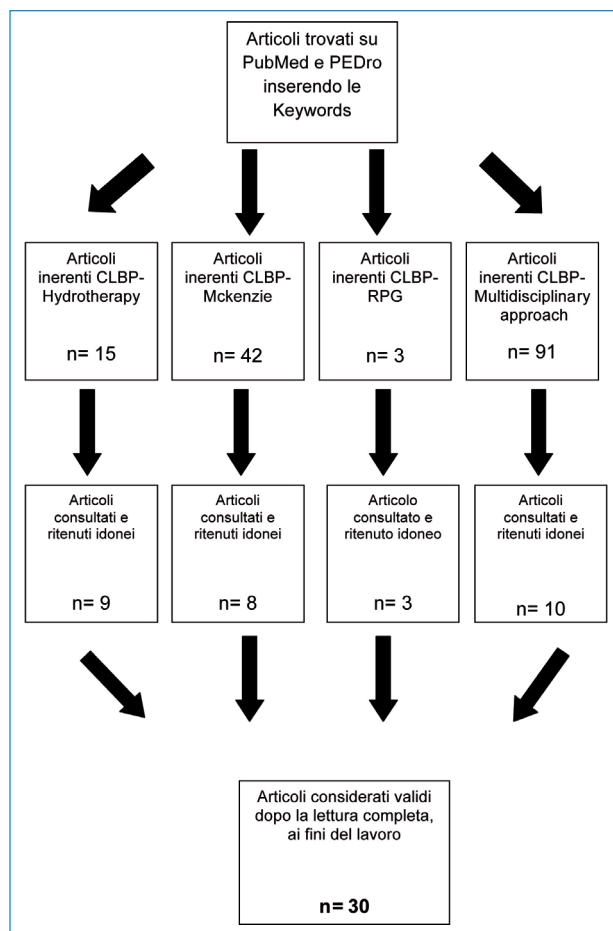 Articoli trovati su
PubMed e PEDro
inserendo le
Keywords
Articoli
inerenti CLBP-
Hydrotherapy
n= 15
Articoli
inerenti CLBP-
Mckenzie
n= 42
Articoli
inerenti CLBP-
RPG
n= 3
Articoli
inerenti CLBP-
Multidisciplinary
approach
n= 91
Articoli
consultati e
ritenuti idonei
n= 9
Articoli
consultati e
ritenuti idonei
n= 8
Articolo
consultato e
ritenuto idoneo
n= 3
Articoli
consultati e
ritenuti idonei
n= 10
Articoli considerati validi
dopo la lettura completa,
ai fini del lavoro
n= 30